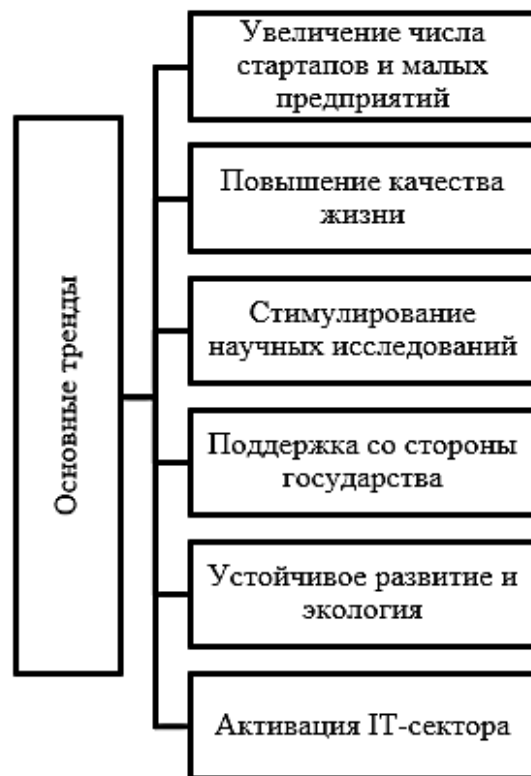 Основные тренды
Увеличение числа
стартапов и малых
предприятий
Повышение качества
жизни
Стимулирование
научных исследований
Поддержка со стороны
государства
Устойчивое развитие и
экология
Активация IT-сектора